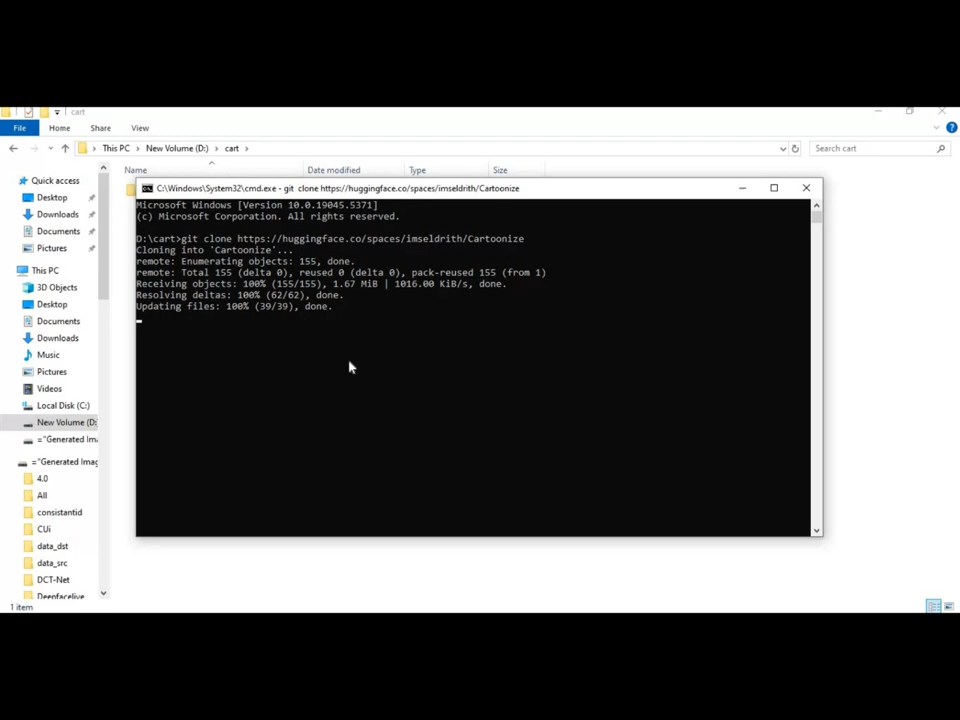 cart
File Home Share View
This PC New Volume (D:) cart
Search cart
Name Date modified Type Size
Quick access
Desktop
Downloads
Documents
Pictures
This PC
3D Objects
Desktop
Documents
Downloads
Music
Pictures
Videos
Local Disk (C:)
New Volume (D:
="Generated Ima
="Generated Imag
4.0
All
consistantid
CUi
data_dst
data_src
DCT-Net
Deepfacelive
1 item
C:\Windows\System32\cmd.exe - git clone https://huggingface.co/spaces/imseldrith/Cartoonize
Microsoft Windows [Version 10.0.19045.5371]
(c) Microsoft Corporation. All rights reserved.
D:\cart>git clone https://huggingface.co/spaces/imseldrith/Cartoonize
Cloning into 'Cartoonize'...
remote: Enumerating objects: 155, done.
remote: Total 155 (delta 0), reused 0 (delta 0), pack-reused 155 (from 1)
Receiving objects: 100% (155/155), 1.67 MiB | 1016.00 KiB/s, done.
Resolving deltas: 100% (62/62), done.
Updating files: 100% (39/39), done.